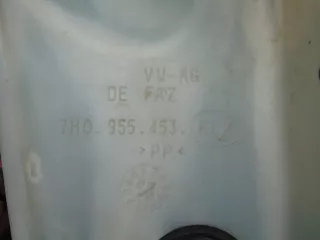 VW-AG
DE FAZ
7H0.955.453.
>PP<